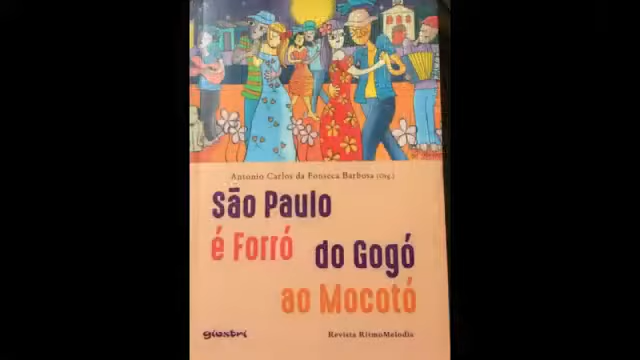 Antonio Carlos da Fonseca Barbosa (Org.)
São Paulo
é Forró do Gogó
ao Mocotó
giostri Revista RitmoMelodia